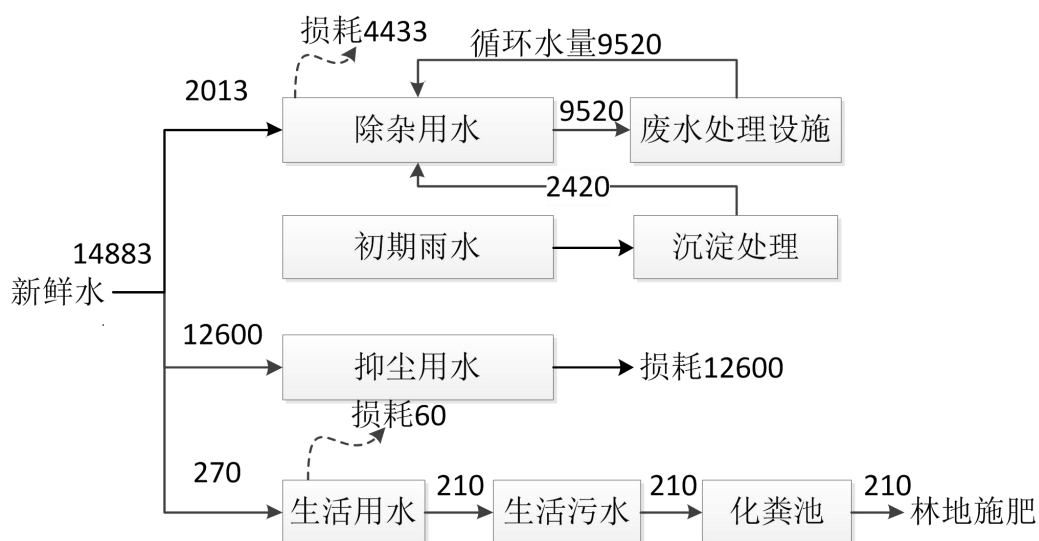 损耗4433
循环水量9520
2013
除杂用水
9520
废水处理设施
2420
初期雨水
沉淀处理
14883
新鲜水
12600
抑尘用水
损耗12600
损耗60
270
生活用水
210
生活污水
210
化粪池
210
林地施肥